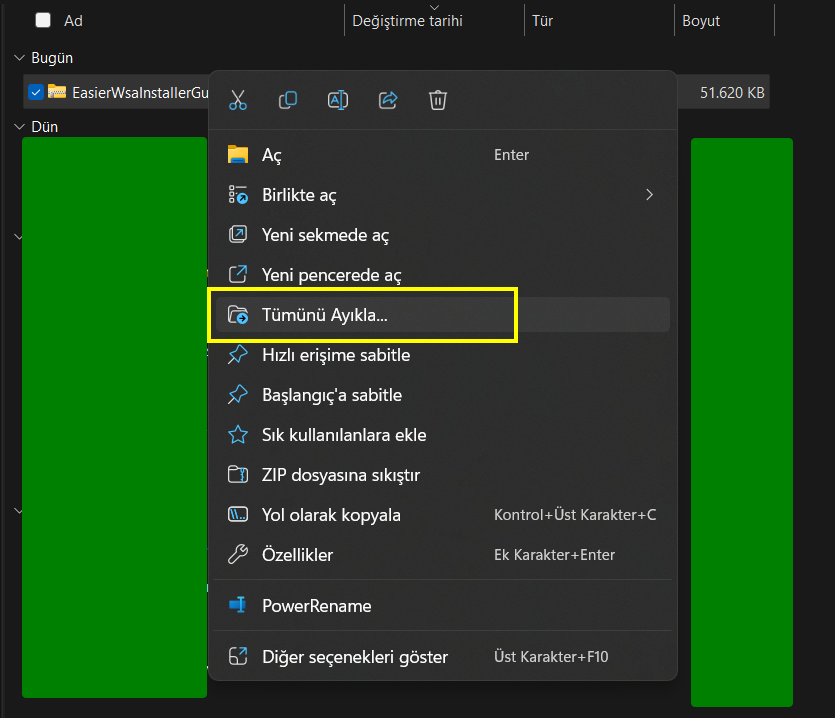 Ad Değiştirme tarihi Tür Boyut
Bugün
EasierWsaInstallerGu 51.620 KB
Dün
Aç Enter
Birlikte aç
Yeni sekmede aç
Yeni pencerede aç
Tümünü Ayıkla...
Hızlı erişime sabitle
Başlangıç'a sabitle
Sık kullanılanlara ekle
ZIP dosyasına sıkıştır
Yol olarak kopyala Kontrol+Üst Karakter+C
Özellikler Ek Karakter+Enter
PowerRename
Diğer seçenekleri göster Üst Karakter+F10